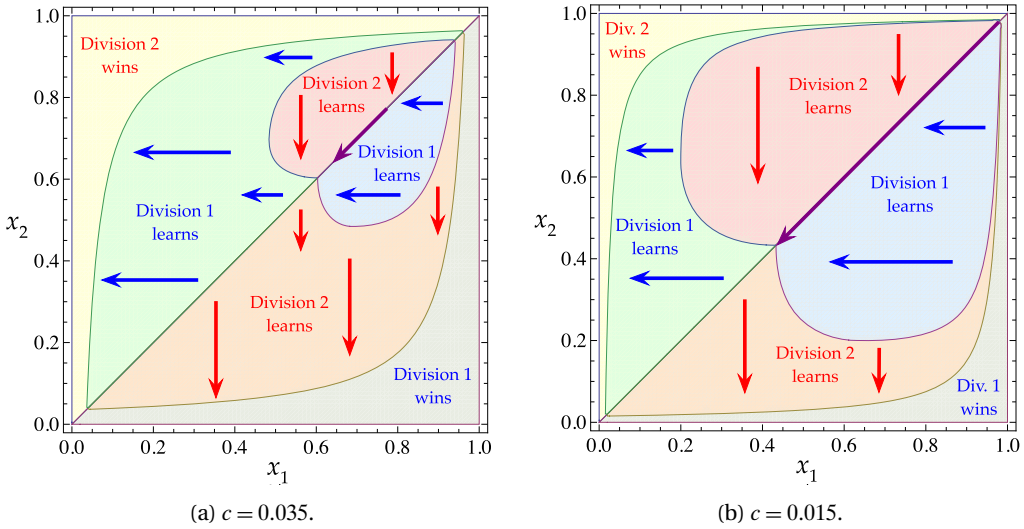 1.0
0.8
0.6
0.4
0.2
0.0
x2
0.0
0.2
0.4
0.6
0.8
1.0
x1
Division 2
wins
Division 2
learns
Division 1
learns
Division 1
learns
Division 2
learns
Division 1
wins
(a) c = 0.035.
1.0
0.8
0.6
0.4
0.2
0.0
x2
0.0
0.2
0.4
0.6
0.8
1.0
x1
Div. 2
wins
Division 2
learns
Division 1
learns
Division 1
learns
Division 2
learns
Div. 1
wins
(b) c = 0.015.